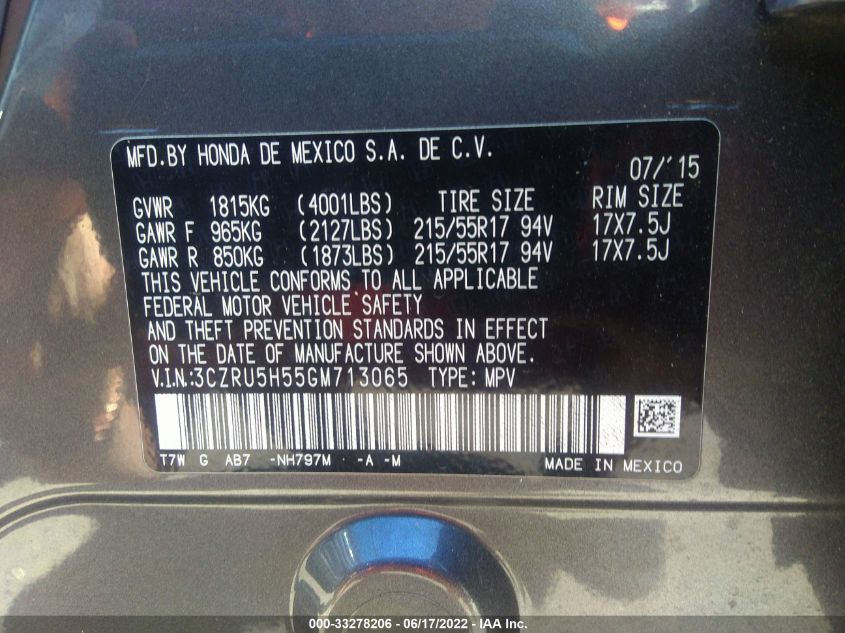 MFD.BY HONDA DE MEXICO S.A. DE C.V.
07/'15
GVWR 1815KG (4001LBS) TIRE SIZE RIM SIZE
GAWR F 965KG (2127LBS) 215/55R17 94V 17X7.5J
GAWR R 850KG (1873LBS) 215/55R17 94V 17X7.5J
THIS VEHICLE CONFORMS TO ALL APPLICABLE
FEDERAL MOTOR VEHICLE SAFETY
AND THEFT PREVENTION STANDARDS IN EFFECT
ON THE DATE OF MANUFACTURE SHOWN ABOVE.
V.I.N:3CZRU5H55GM713065 TYPE: MPV
T7W G AB7 -NH797M -A -M
MADE IN MEXICO
000-33278206 - 06/17/2022 - IAA Inc.